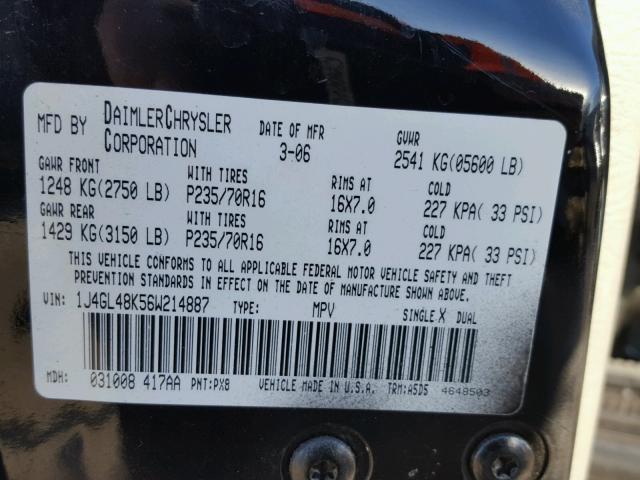 MFD BY DAIMLERCHRYSLER CORPORATION DATE OF MFR 3-06 GVWR 2541 KG(05600 LB)
GAWR FRONT WITH TIRES RIMS AT COLD
1248 KG(2750 LB) P235/70R16 16X7.0 227 KPA( 33 PSI)
GAWR REAR WITH TIRES RIMS AT COLD
1429 KG(3150 LB) P235/70R16 16X7.0 227 KPA( 33 PSI)
THIS VEHICLE CONFORMS TO ALL APPLICABLE FEDERAL MOTOR VEHICLE SAFETY AND THEFT
PREVENTION STANDARDS IN EFFECT ON THE DATE OF MANUFACTURE SHOWN ABOVE.
VIN: 1J4GL48K56W214887 TYPE: MPV SINGLE X DUAL
MDH: 031008 417AA PNT:PX8 VEHICLE MADE IN U.S.A. TRM:A5D5 4648503